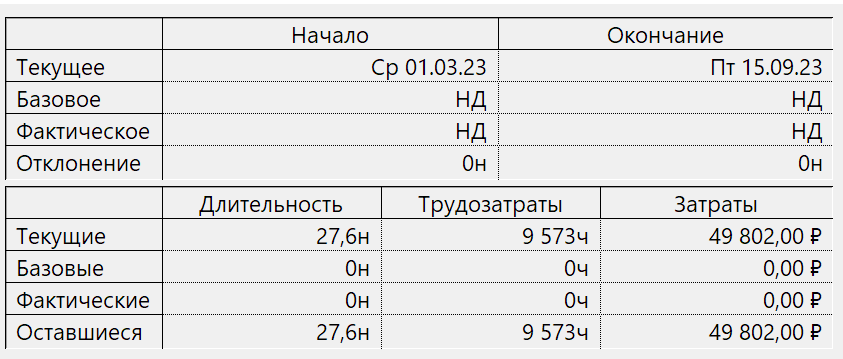 Начало Окончание
Текущее Ср 01.03.23 Пт 15.09.23
Базовое НД НД
Фактическое НД НД
Отклонение 0н 0н
Длительность Трудозатраты Затраты
Текущие 27,6н 9 573ч 49 802,00 ₽
Базовые 0н 0ч 0,00 ₽
Фактические 0н 0ч 0,00 ₽
Оставшиеся 27,6н 9 573ч 49 802,00 ₽